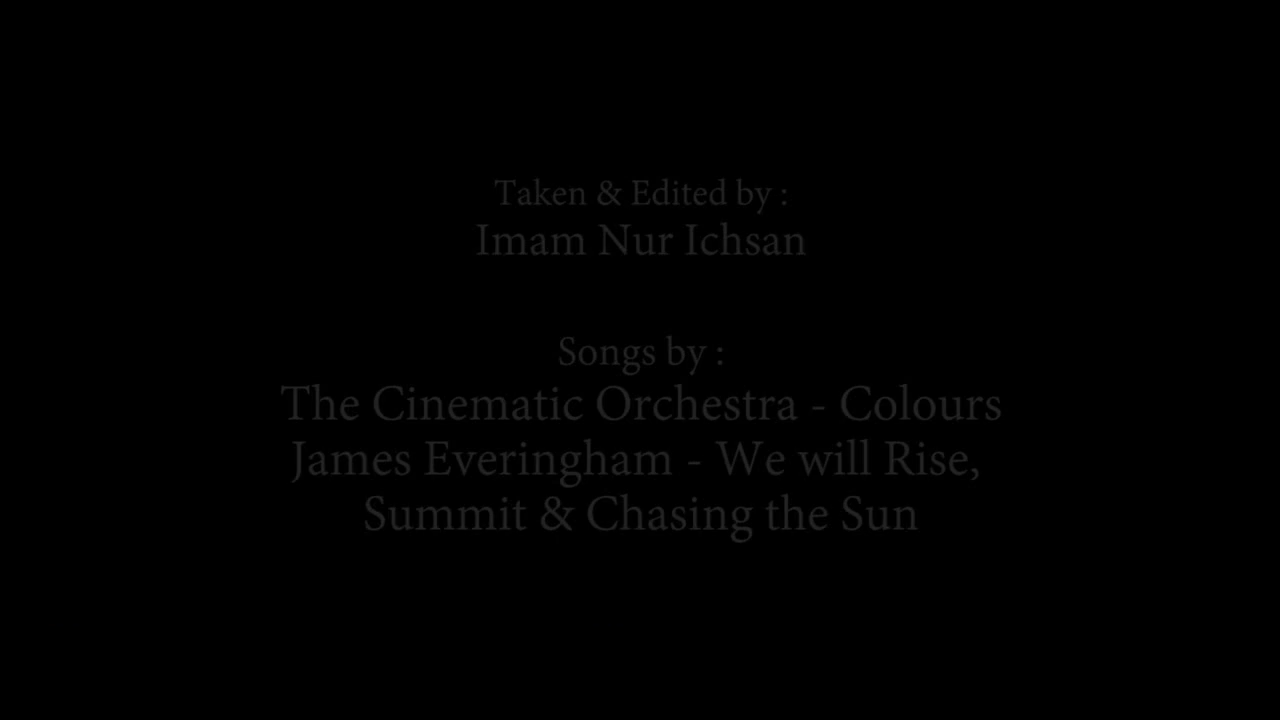 Taken & Edited by :
Imam Nur Ichsan
Songs by :
The Cinematic Orchestra - Colours
James Everingham - We will Rise,
Summit & Chasing the Sun